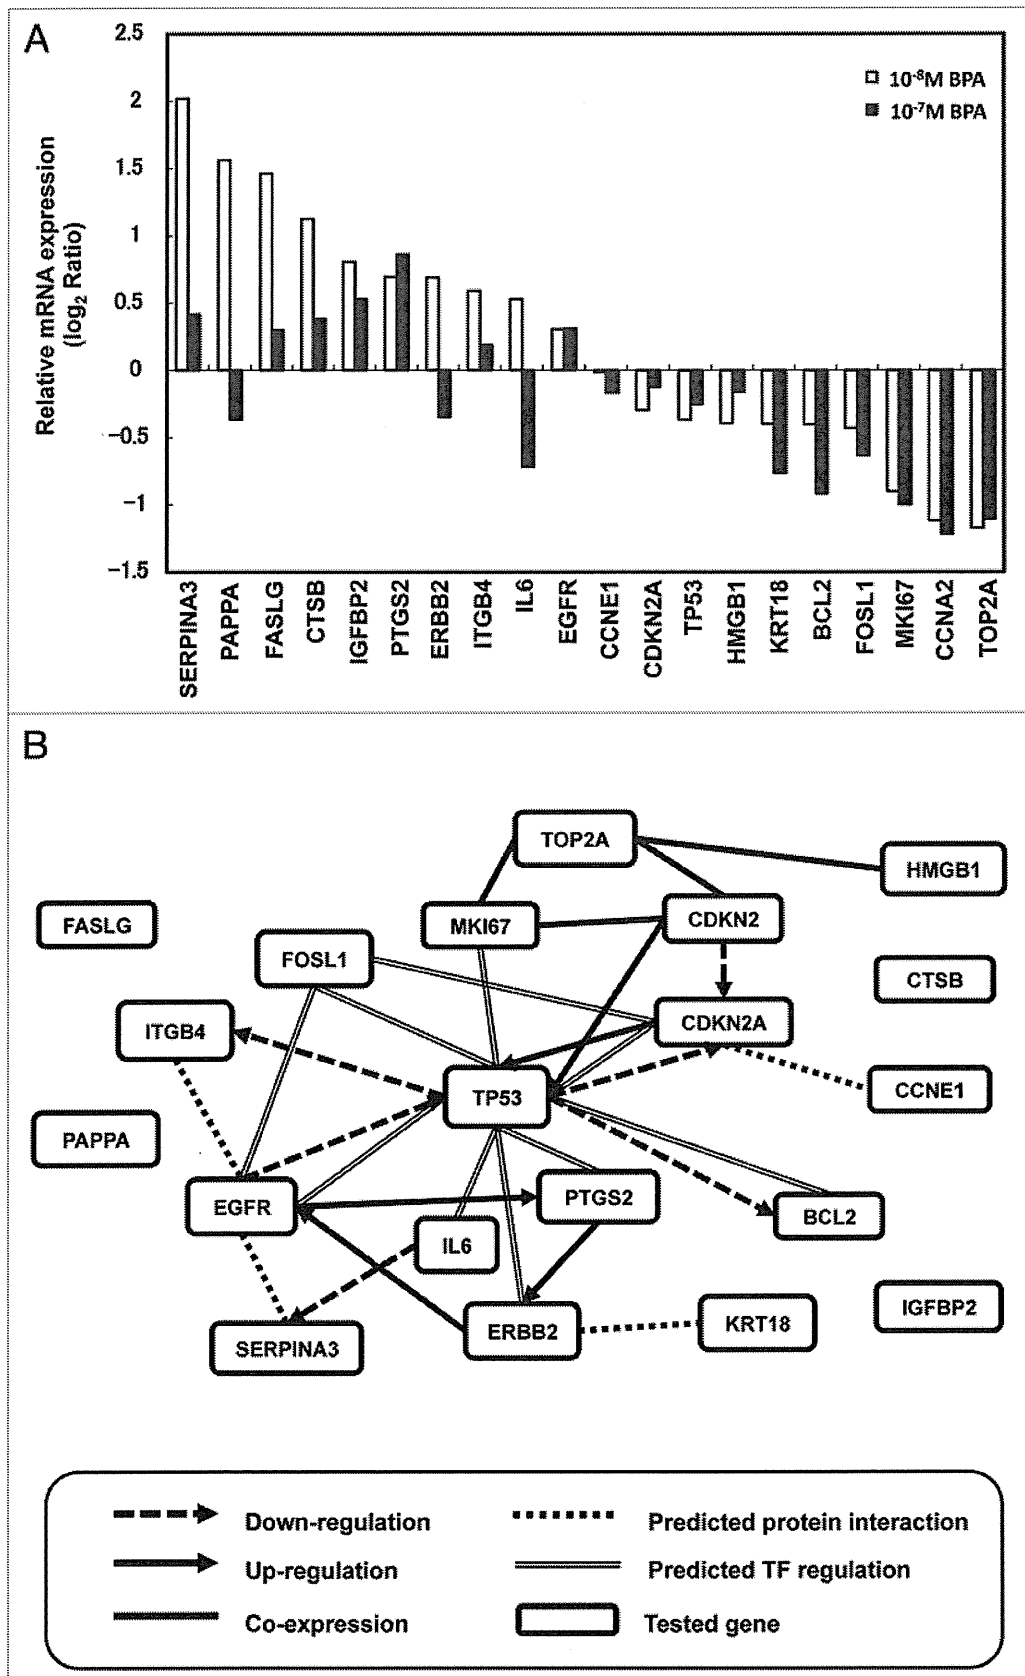 A
2.5
2
1.5
1
0.5
0
−0.5
−1
−1.5
Relative mRNA expression
(log2 Ratio)
10-8M BPA
10-7M BPA
SERPINA3
PAPPA
FASLG
CTSB
IGFBP2
PTGS2
ERBB2
ITGB4
IL6
EGFR
CCNE1
CDKN2A
TP53
HMGB1
KRT18
BCL2
FOSL1
MKI67
CCNA2
TOP2A
B
TOP2A
HMGB1
FASLG
MKI67
CDKN2
FOSL1
CTSB
ITGB4
CDKN2A
TP53
CCNE1
PAPPA
EGFR
PTGS2
BCL2
IL6
IGFBP2
SERPINA3
ERBB2
KRT18
Down-regulation
Predicted protein interaction
Up-regulation
Predicted TF regulation
Co-expression
Tested gene